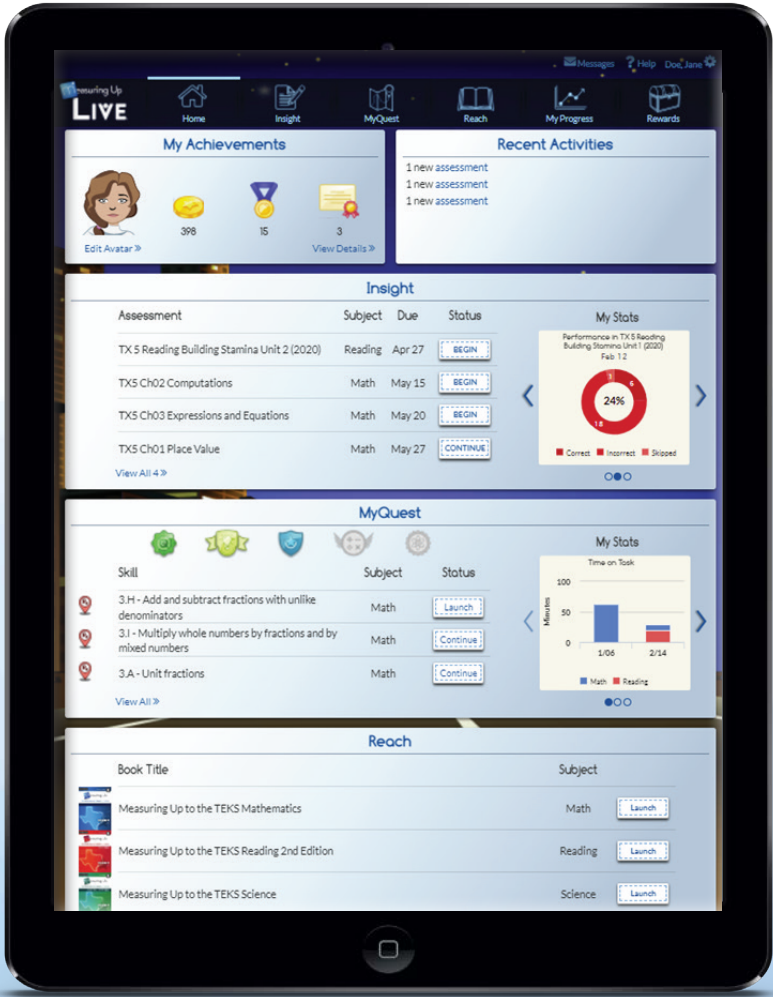 Messages ? Help Doe, Jane
Measuring Up
LIVE
Home Insight MyQuest Reach My Progress Rewards
My Achievements
398 15 3
Edit Avatar » View Details »
Recent Activities
1 new assessment
1 new assessment
1 new assessment
Insight
Assessment Subject Due Status
TX 5 Reading Building Stamina Unit 2 (2020) Reading Apr 27 BEGIN
TX5 Ch02 Computations Math May 15 BEGIN
TX5 Ch03 Expressions and Equations Math May 20 BEGIN
TX5 Ch01 Place Value Math May 27 CONTINUE
View All 4 »
My Stats
Performance in TX 5 Reading
Building Stamina Unit 1 (2020)
Feb 12
1 6
24%
18
Correct Incorrect Skipped
MyQuest
Skill Subject Status
3.H - Add and subtract fractions with unlike
denominators Math Launch
3.I - Multiply whole numbers by fractions and by
mixed numbers Math Continue
3.A - Unit fractions Math Continue
View All »
My Stats
Time on Task
100
Minutes
50
0
1/06 2/14
Math Reading
Reach
Book Title Subject
Measuring Up to the TEKS Mathematics Math Launch
Measuring Up to the TEKS Reading 2nd Edition Reading Launch
Measuring Up to the TEKS Science Science Launch